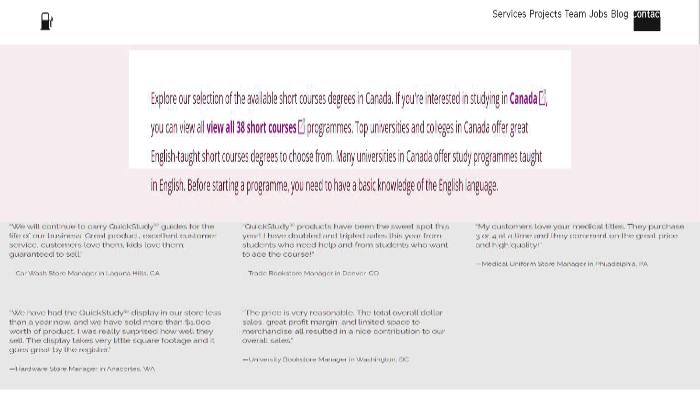 Services Projects Team Jobs Blog Contac
Explore our selection of the available short courses degrees in Canada. If you're interested in studying in Canada,
you can view all view all 38 short courses programmes. Top universities and colleges in Canada offer great
English-taught short courses degrees to choose from. Many universities in Canada offer study programmes taught
in English. Before starting a programme, you need to have a basic knowledge of the English language.
"We will continue to carry QuickStudy® guides for the
life of our business. Great product, excellent customer
service, customers love them, kids love them,
guaranteed to sell."
—Car Wash Store Manager in Laguna Hills, CA
"QuickStudy® products have been the sweet spot this
year! I have doubled and tripled sales this year from
students who need help and from students who want
to ace the course!"
—Trade Bookstore Manager in Denver, CO
"My customers love your medical titles. They purchase
3 or 4 at a time and they comment on the great price
and high quality!"
—Medical Uniform Store Manager in Philadelphia, PA
"We have had the QuickStudy® display in our store less
than a year now, and we have sold more than $1,000
worth of product. I was really surprised how well they
sell. The display takes very little square footage and it
goes great by the register."
—Hardware Store Manager in Anacortes, WA
"The price is very reasonable. The total overall dollar
sales, great profit margin, and limited space to
merchandise all resulted in a nice contribution to our
overall sales."
—University Bookstore Manager in Washington, DC